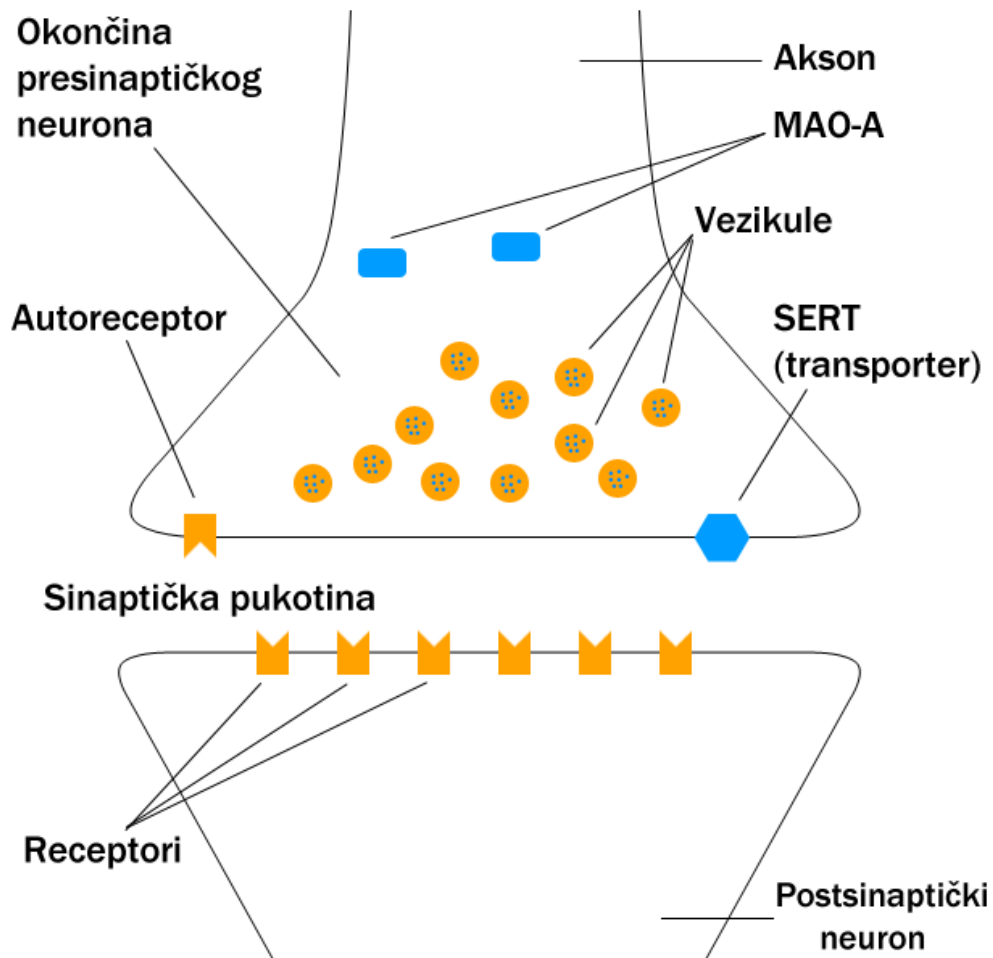 Okončina
presinaptičkog
neurona
Akson
MAO-A
Vezikule
Autoreceptor
SERT
(transporter)
Sinaptička pukotina
Receptori
Postsinaptički
neuron